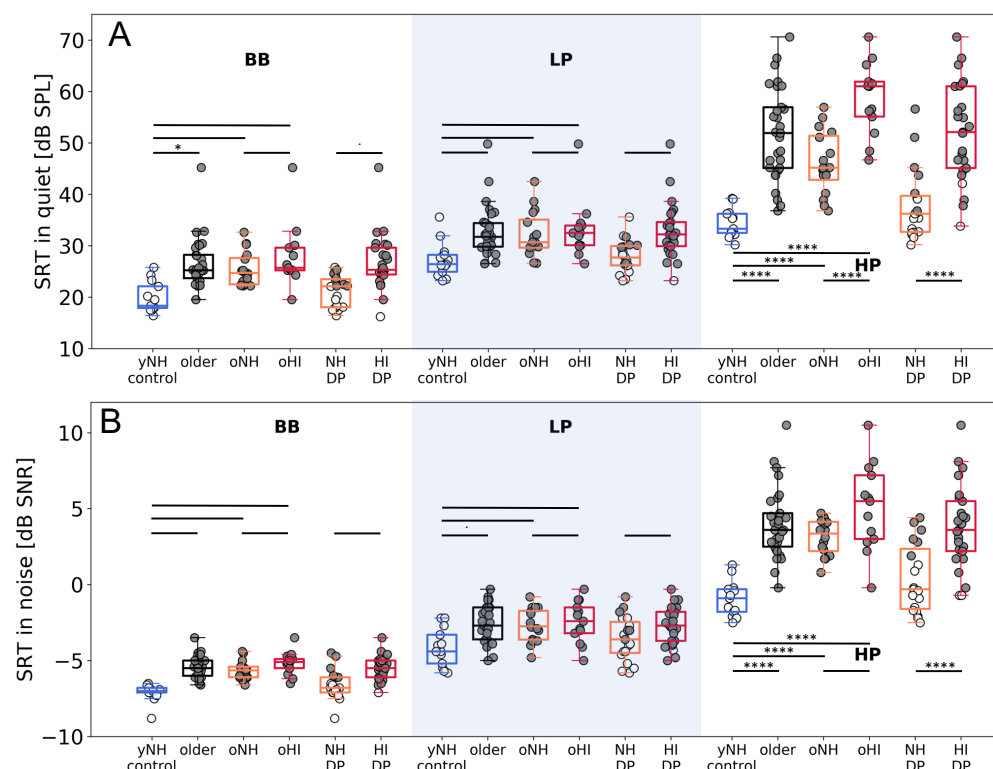 A
BB
LP
HP
SRT in quiet [dB SPL]
70
60
50
40
30
20
10
*
****
****
**** ****
****
yNH control older oNH oHI NH DP HI DP
yNH control older oNH oHI NH DP HI DP
yNH control older oNH oHI NH DP HI DP
B
BB
LP
HP
SRT in noise [dB SNR]
10
5
0
−5
−10
****
****
****
****
yNH control older oNH oHI NH DP HI DP
yNH control older oNH oHI NH DP HI DP
yNH control older oNH oHI NH DP HI DP